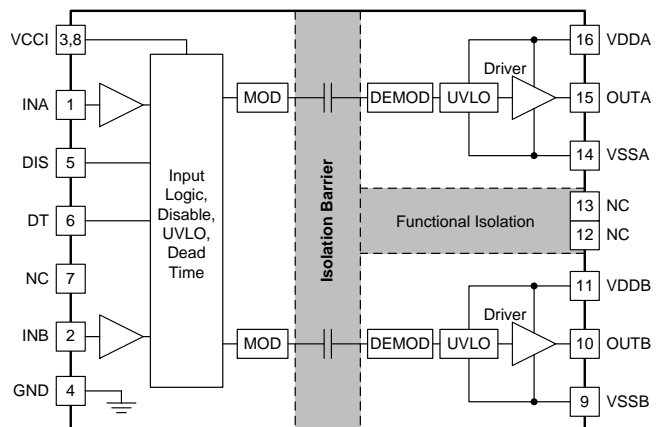 VCCI 3,8
16 VDDA
Driver
INA 1
MOD
DEMOD
UVLO
15 OUTA
DIS 5
14 VSSA
Input
Logic,
Disable,
UVLO,
Dead
Time
Isolation Barrier
Functional Isolation
13 NC
12 NC
DT 6
NC 7
11 VDDB
Driver
INB 2
MOD
DEMOD
UVLO
10 OUTB
GND 4
9 VSSB